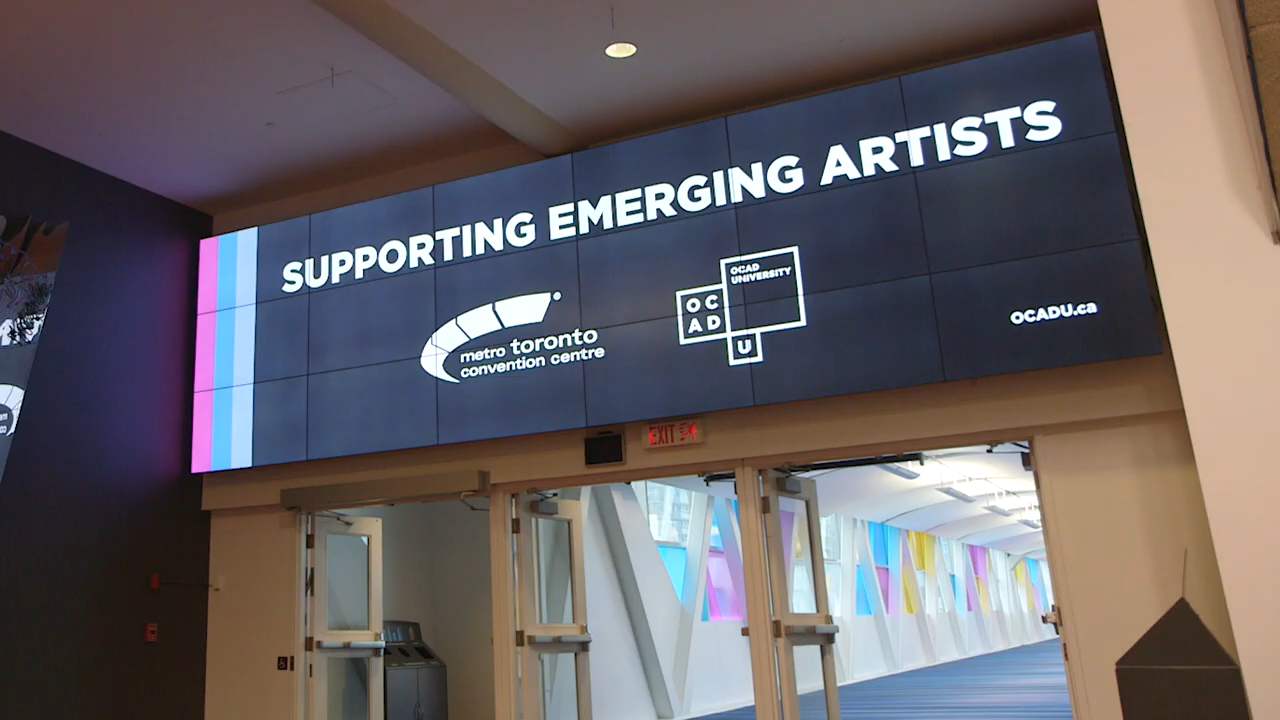 SUPPORTING EMERGING ARTISTS
metro toronto
convention centre
OCAD
UNIVERSITY
OC
AD
U
OCADU.ca
EXIT